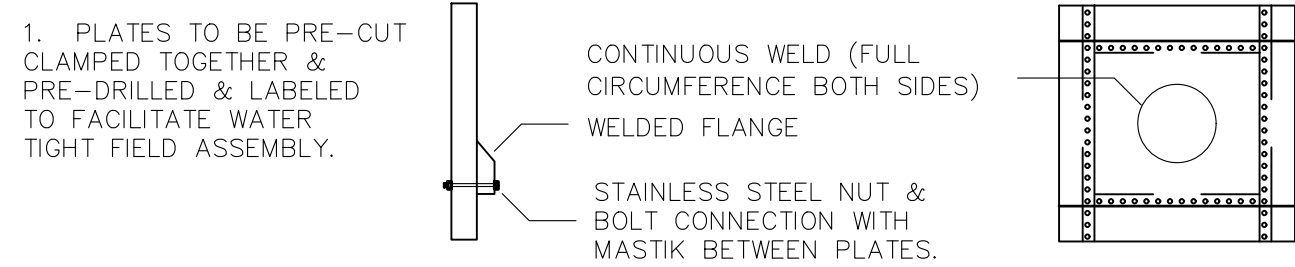 1. PLATES TO BE PRE-CUT
CLAMPED TOGETHER &
PRE-DRILLED & LABELED
TO FACILITATE WATER
TIGHT FIELD ASSEMBLY.
CONTINUOUS WELD (FULL
CIRCUMFERENCE BOTH SIDES)
WELDED FLANGE
STAINLESS STEEL NUT &
BOLT CONNECTION WITH
MASTIK BETWEEN PLATES.